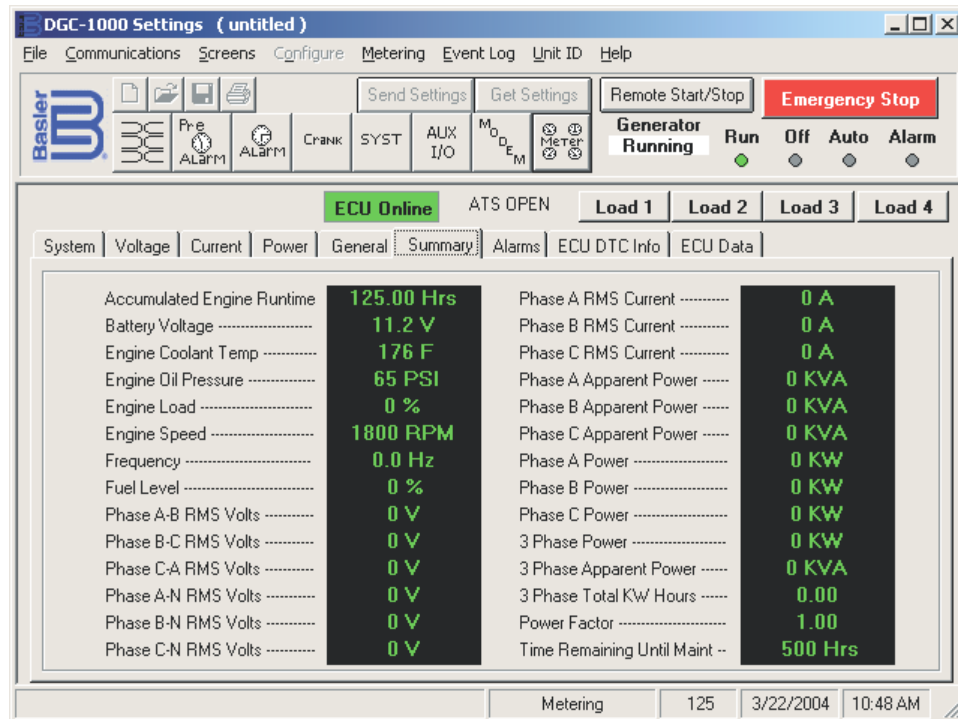 DGC-1000 Settings ( untitled )
File Communications Screens Configure Metering Event Log Unit ID Help
Basler
Send Settings Get Settings Remote Start/Stop Emergency Stop
Pre ALarm ALarm Crank SYST AUX I/O MODEM Meter
Generator Running Run Off Auto Alarm
ECU Online ATS OPEN Load 1 Load 2 Load 3 Load 4
System Voltage Current Power General Summary Alarms ECU DTC Info ECU Data
Accumulated Engine Runtime 125.00 Hrs Phase A RMS Current ---------- 0 A
Battery Voltage ------------------- 11.2 V Phase B RMS Current ---------- 0 A
Engine Coolant Temp ----------- 176 F Phase C RMS Current ---------- 0 A
Engine Oil Pressure -------------- 65 PSI Phase A Apparent Power ------ 0 KVA
Engine Load ----------------------- 0 % Phase B Apparent Power ------ 0 KVA
Engine Speed --------------------- 1800 RPM Phase C Apparent Power ------ 0 KVA
Frequency -------------------------- 0.0 Hz Phase A Power ------------------- 0 KW
Fuel Level -------------------------- 0 % Phase B Power ------------------- 0 KW
Phase A-B RMS Volts ---------- 0 V Phase C Power ------------------- 0 KW
Phase B-C RMS Volts ---------- 0 V 3 Phase Power ------------------- 0 KW
Phase C-A RMS Volts ---------- 0 V 3 Phase Apparent Power ------ 0 KVA
Phase A-N RMS Volts ---------- 0 V 3 Phase Total KW Hours ------ 0.00
Phase B-N RMS Volts ---------- 0 V Power Factor ---------------------- 1.00
Phase C-N RMS Volts ---------- 0 V Time Remaining Until Maint -- 500 Hrs
Metering 125 3/22/2004 10:48 AM